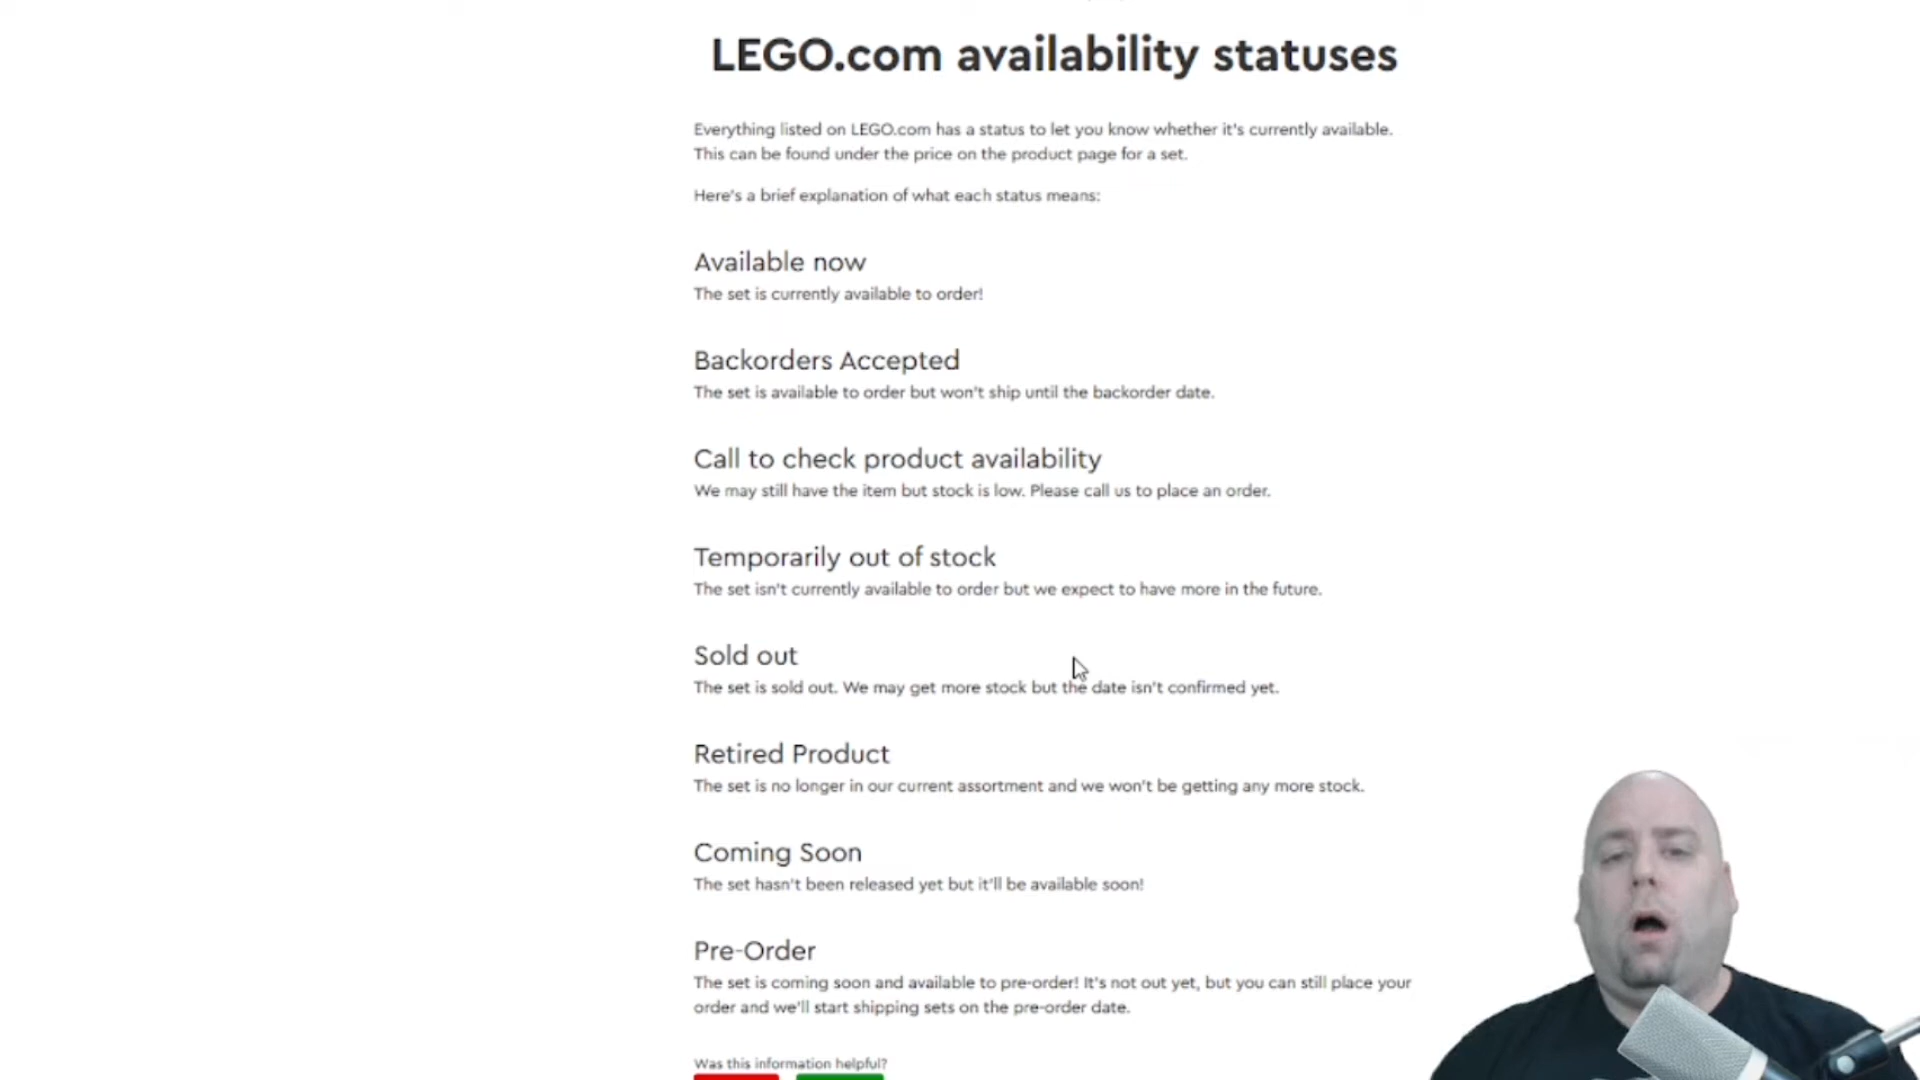 LEGO.com availability statuses
Everything listed on LEGO.com has a status to let you know whether it's currently available.
This can be found under the price on the product page for a set.
Here's a brief explanation of what each status means:
Available now
The set is currently available to order!
Backorders Accepted
The set is available to order but won't ship until the backorder date.
Call to check product availability
We may still have the item but stock is low. Please call us to place an order.
Temporarily out of stock
The set isn't currently available to order but we expect to have more in the future.
Sold out
The set is sold out. We may get more stock but the date isn't confirmed yet.
Retired Product
The set is no longer in our current assortment and we won't be getting any more stock.
Coming Soon
The set hasn't been released yet but it'll be available soon!
Pre-Order
The set is coming soon and available to pre-order! It's not out yet, but you can still place your
order and we'll start shipping sets on the pre-order date.
Was this information helpful?